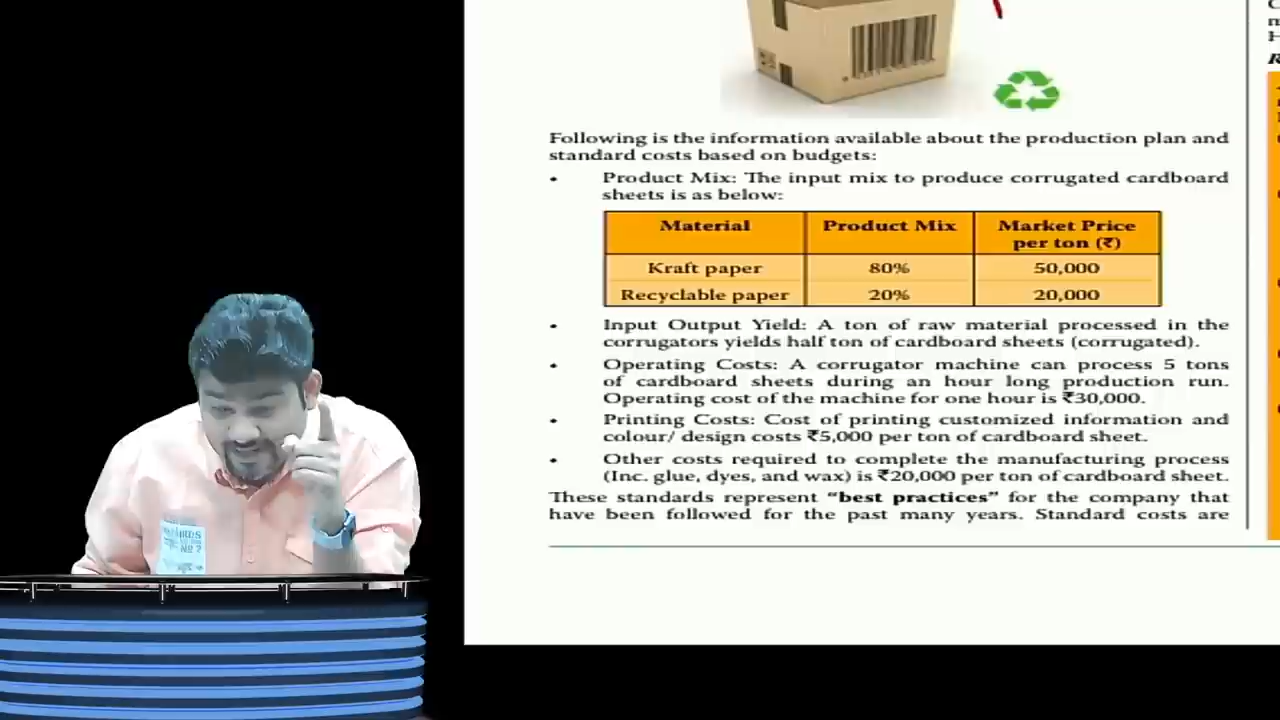 Following is the information available about the production plan and
standard costs based on budgets:
• Product Mix: The input mix to produce corrugated cardboard
sheets is as below:
Material Product Mix Market Price
per ton (₹)
Kraft paper 80% 50,000
Recyclable paper 20% 20,000
• Input Output Yield: A ton of raw material processed in the
corrugators yields half ton of cardboard sheets (corrugated).
• Operating Costs: A corrugator machine can process 5 tons
of cardboard sheets during an hour long production run.
Operating cost of the machine for one hour is ₹30,000.
• Printing Costs: Cost of printing customized information and
colour/ design costs ₹5,000 per ton of cardboard sheet.
• Other costs required to complete the manufacturing process
(Inc. glue, dyes, and wax) is ₹20,000 per ton of cardboard sheet.
These standards represent “best practices” for the company that
have been followed for the past many years. Standard costs are